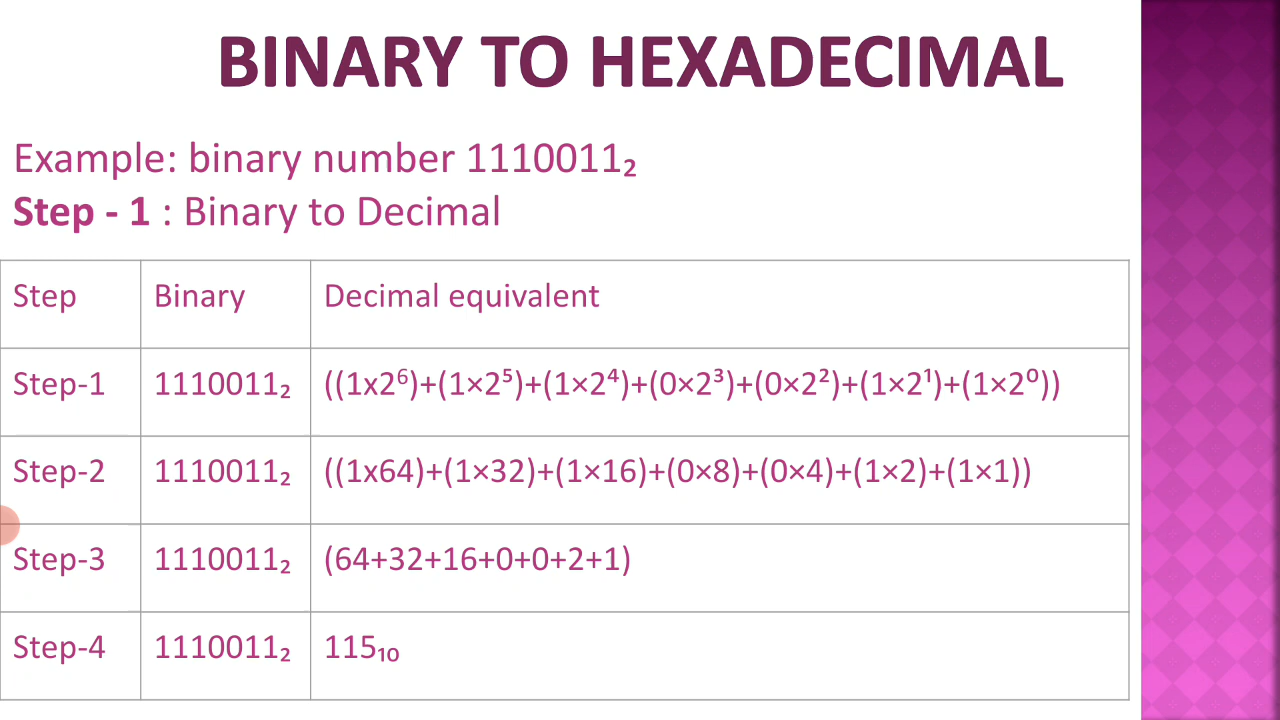 BINARY TO HEXADECIMAL
Example: binary number 1110011₂
Step - 1 : Binary to Decimal
Step Binary Decimal equivalent
Step-1 1110011₂ ((1x2⁶)+(1×2⁵)+(1×2⁴)+(0×2³)+(0×2²)+(1×2¹)+(1×2⁰))
Step-2 1110011₂ ((1x64)+(1×32)+(1×16)+(0×8)+(0×4)+(1×2)+(1×1))
Step-3 1110011₂ (64+32+16+0+0+2+1)
Step-4 1110011₂ 115₁₀